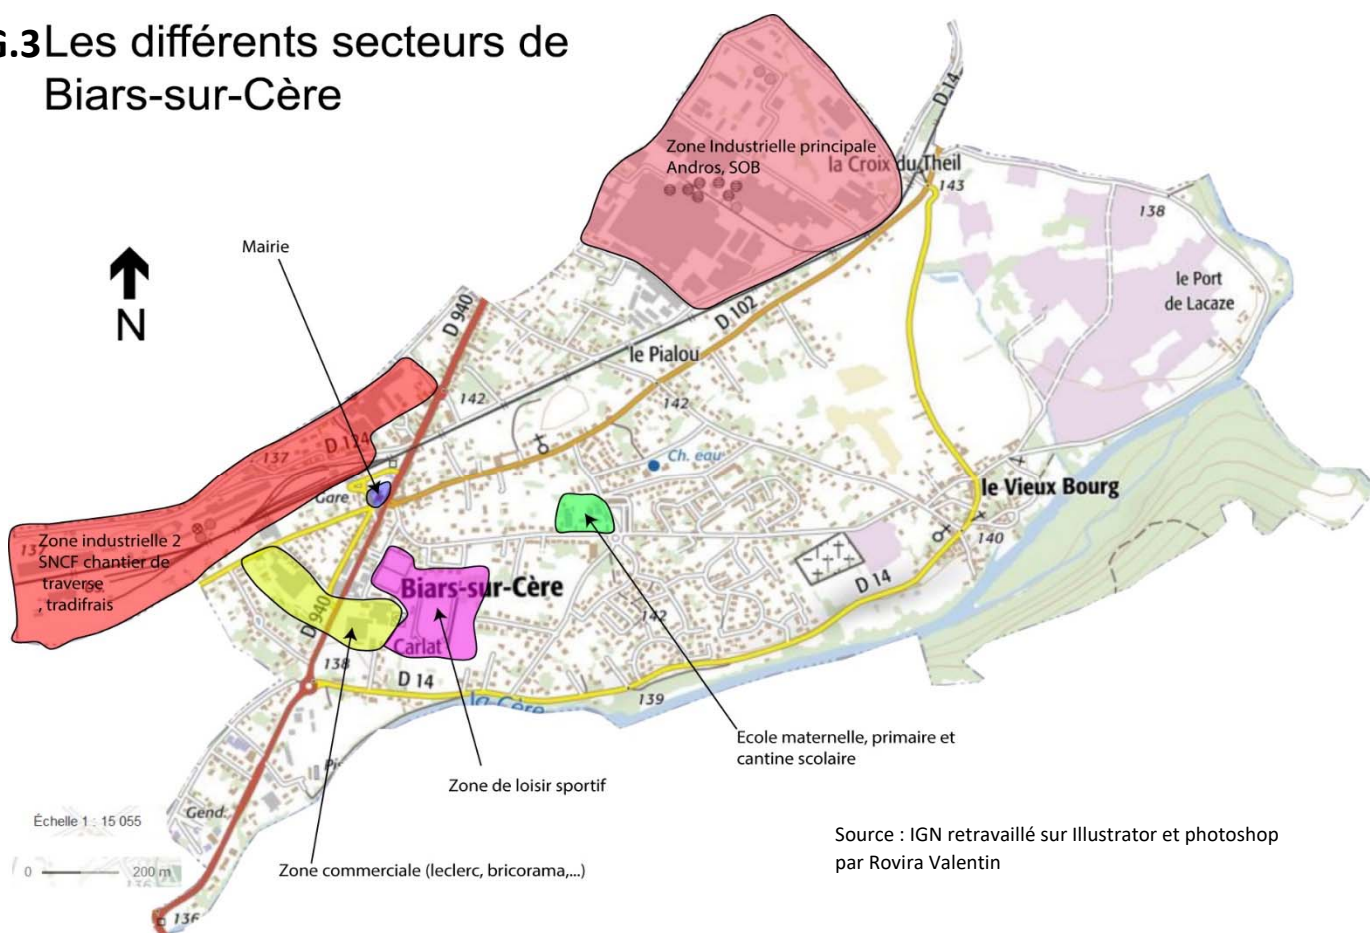 G.3 Les différents secteurs de
Biars-sur-Cère
Zone Industrielle principale
Andros, SOB
la Croix du Theil
D 14
143
138
Mairie
N
le Port
de Lacaze
D 940
D 102
le Pialou
142
142
D 124
137
Ch. eau
Gare
le Vieux Bourg
Zone industrielle 2
SNCF chantier de
traverse
, tradifrais
140
Biars-sur-Cère
D 14
D 940
142
Carlat
138
D 14
la Cère
139
Ecole maternelle, primaire et
cantine scolaire
Zone de loisir sportif
Gend.
Échelle 1 : 15 055
0 200 m
Zone commerciale (leclerc, bricorama,...)
136
Source : IGN retravaillé sur Illustrator et photoshop
par Rovira Valentin